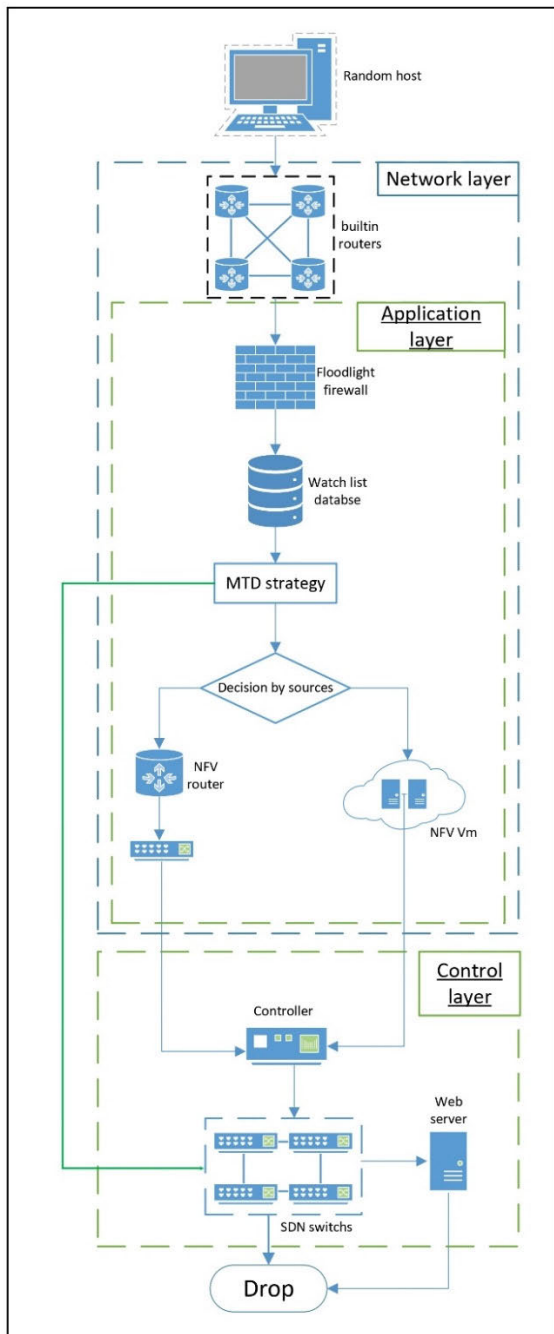 Random host
Network layer
builtin
routers
Application
layer
Floodlight
firewall
Watch list
databse
MTD strategy
Decision by sources
NFV
router
NFV Vm
Control
layer
Controller
Web
server
SDN switchs
Drop